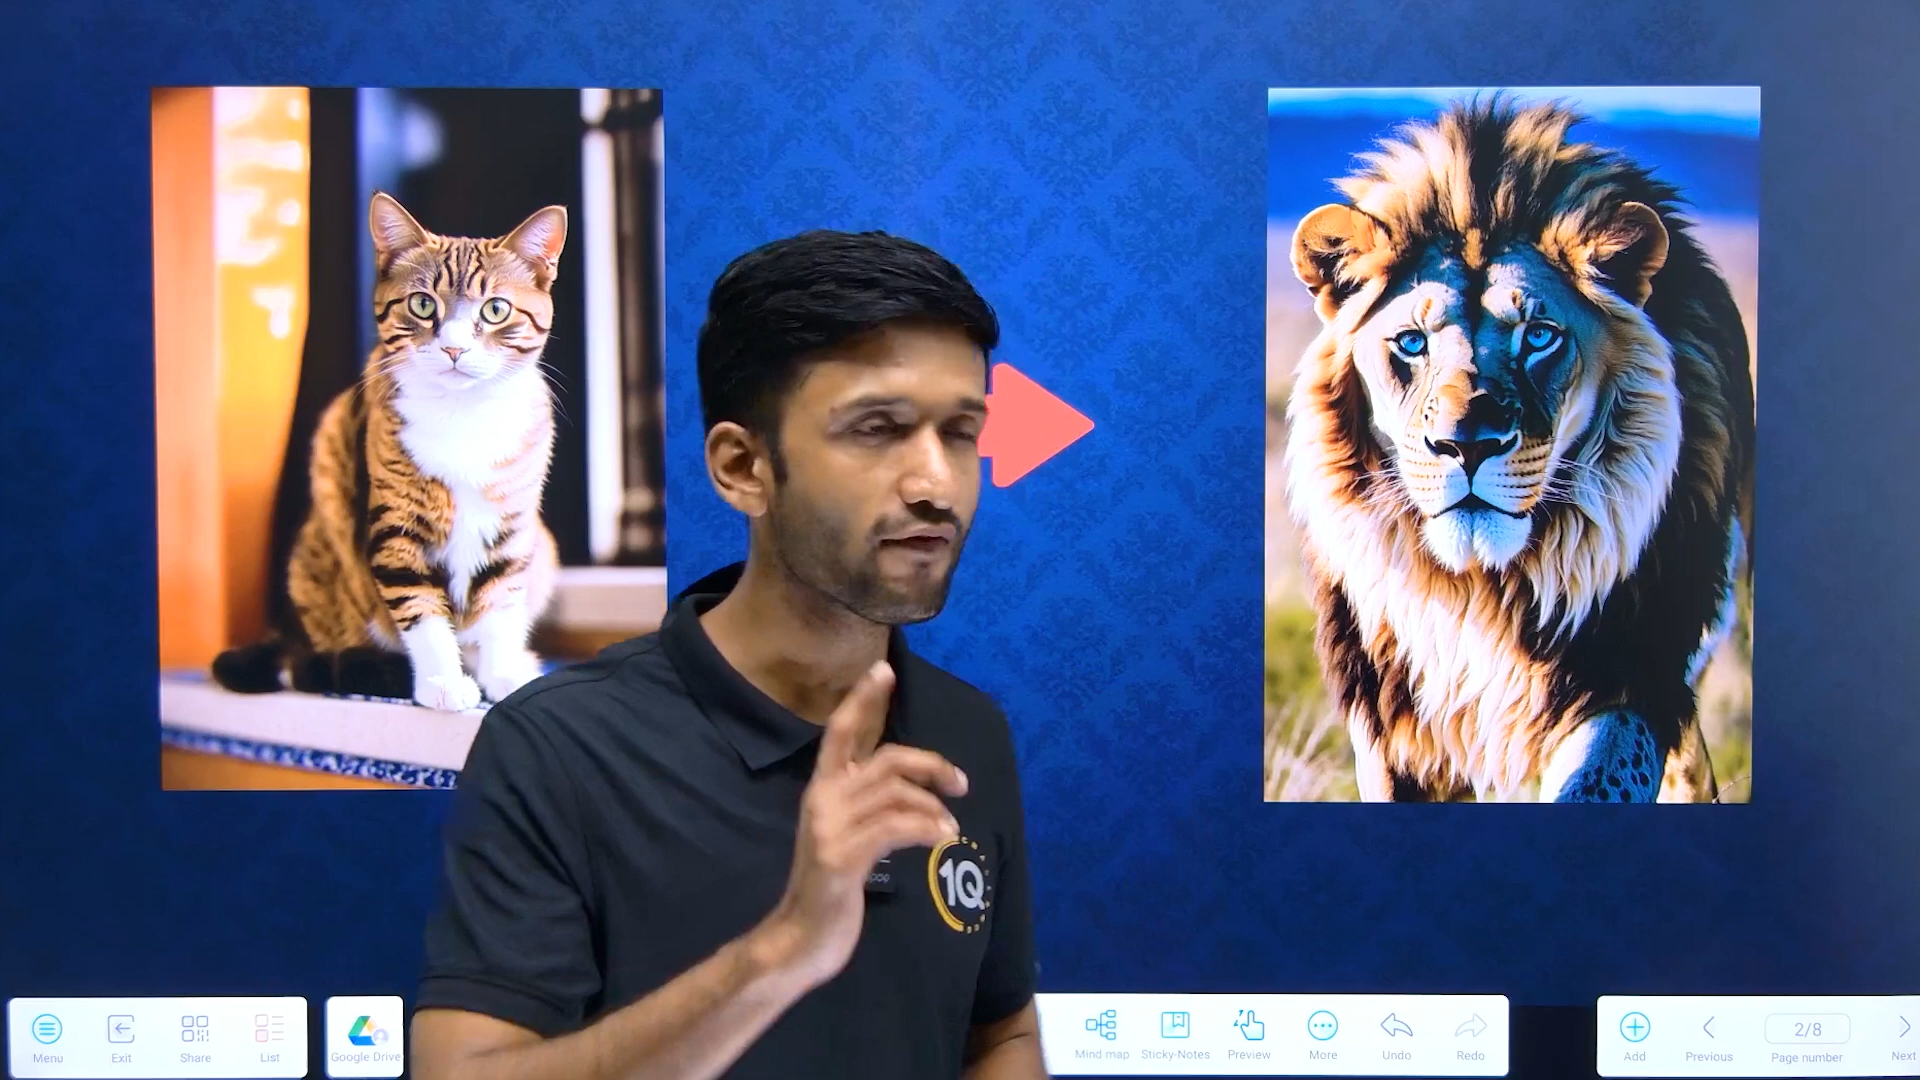 1Q
Menu
Exit
Share
List
Google Drive
Mind map
Sticky-Notes
Preview
More
Undo
Redo
Add
Previous
2/8
Page number
Next